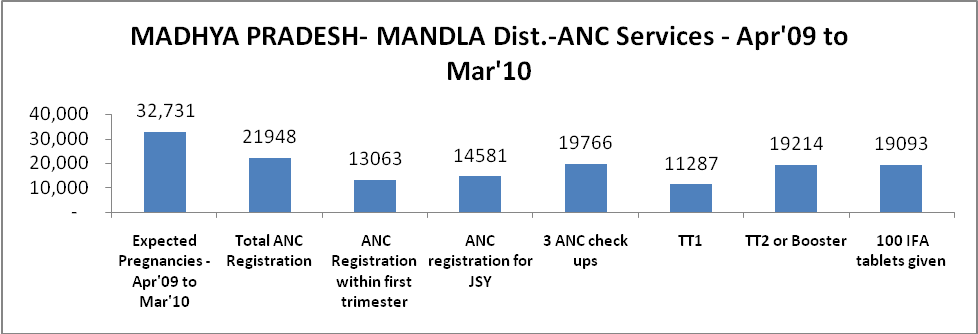 MADHYA PRADESH- MANDLA Dist.-ANC Services - Apr'09 to
Mar'10
40,000
30,000
20,000
10,000
-
32,731
21948
13063
14581
19766
11287
19214
19093
Expected
Pregnancies -
Apr'09 to
Mar'10
Total ANC
Registration
ANC
Registration
within first
trimester
ANC
registration for
JSY
3 ANC check
ups
TT1
TT2 or Booster
100 IFA
tablets given